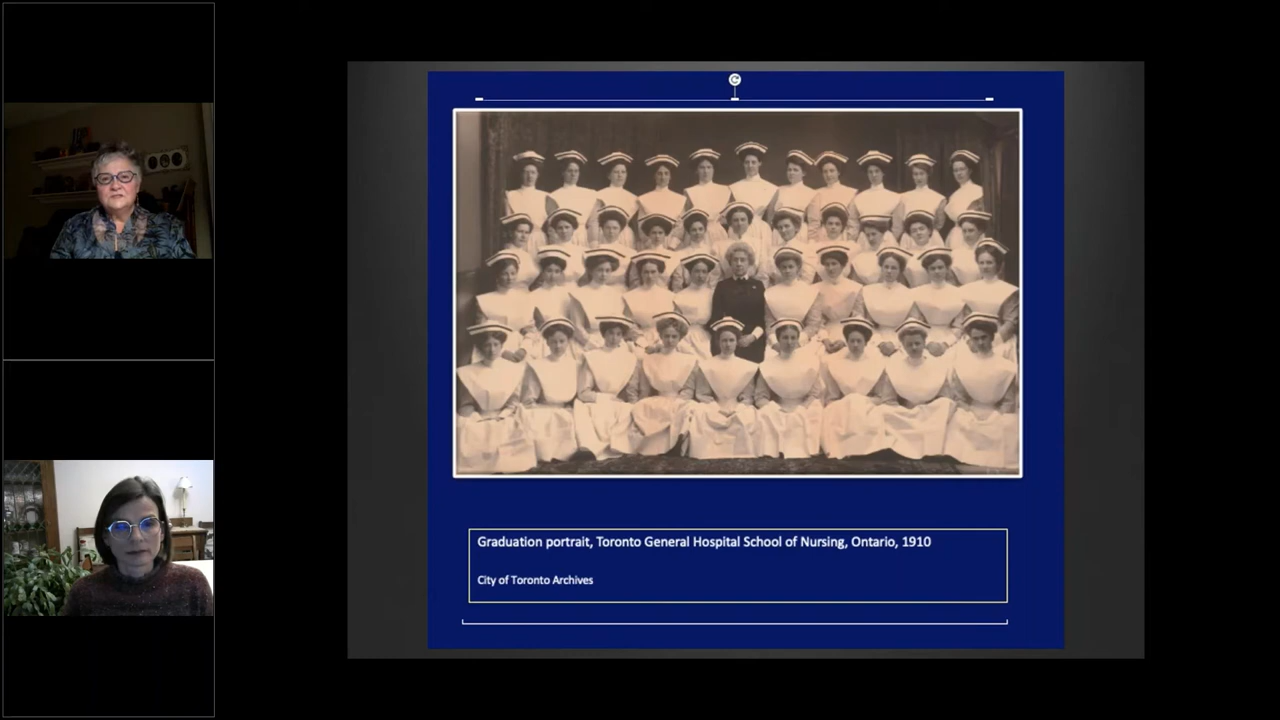 Graduation portrait, Toronto General Hospital School of Nursing, Ontario, 1910
City of Toronto Archives